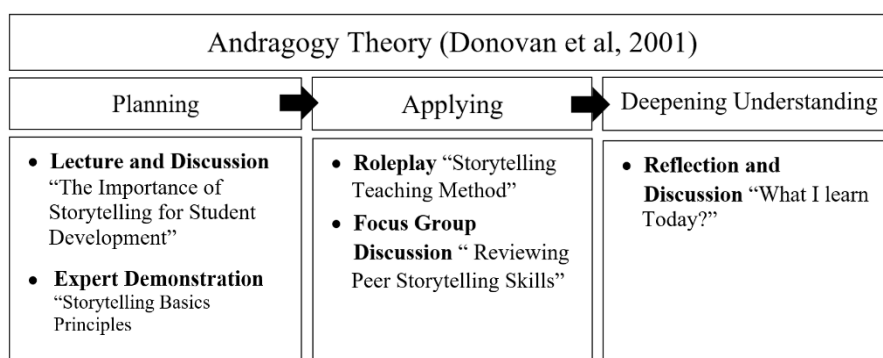 Andragogy Theory (Donovan et al, 2001)
Planning
Applying
Deepening Understanding
• Lecture and Discussion
“The Importance of
Storytelling for Student
Development”
• Expert Demonstration
“Storytelling Basics
Principles
• Roleplay “Storytelling
Teaching Method”
• Focus Group
Discussion “ Reviewing
Peer Storytelling Skills”
• Reflection and
Discussion “What I learn
Today?”